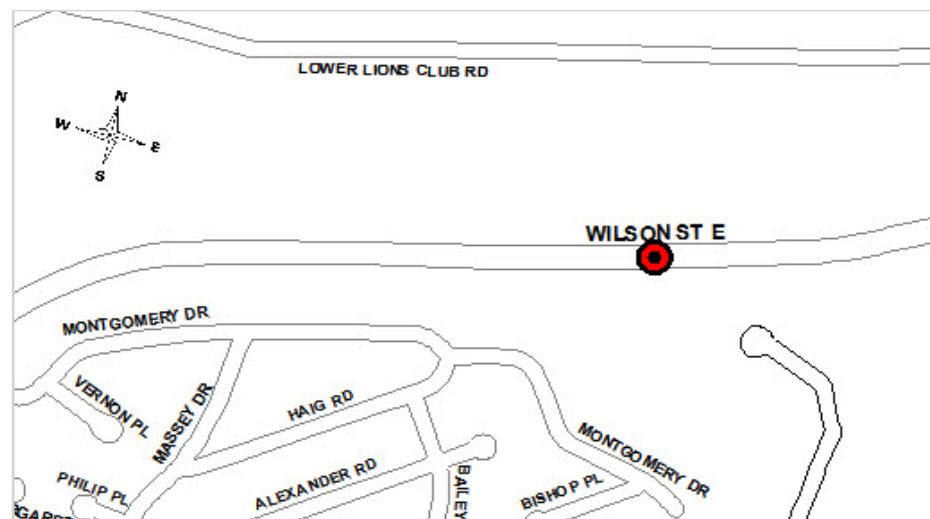 LOWER LIONS CLUB RD
N
W
E
S
WILSON ST E
MONTGOMERY DR
VERNON PL
MASSEY DR
HAIG RD
MONTGOMERY DR
ALEXANDER RD
BAILEY
PHILIP PL
BISHOP PL